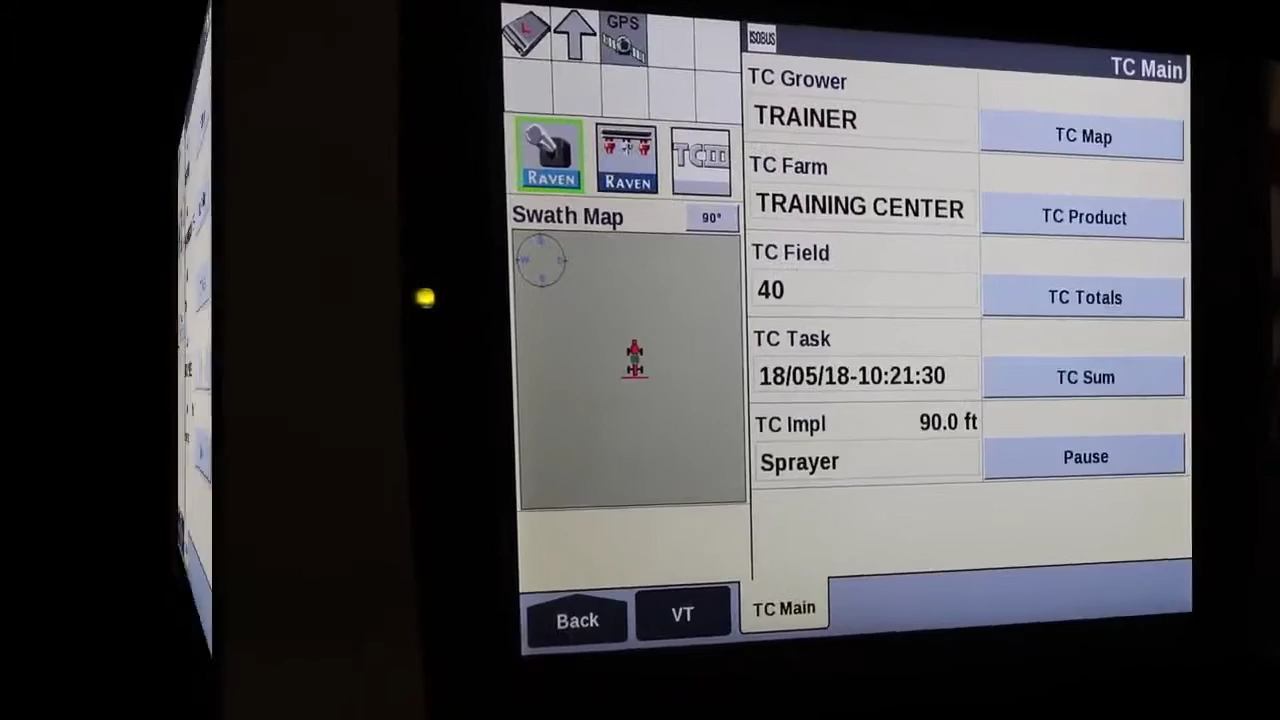 GPS
ISOBUS
TC Main
TC Grower
TRAINER
TC Map
RAVEN
RAVEN
TC
TC Farm
TRAINING CENTER
TC Product
Swath Map
90°
TC Field
40
TC Totals
TC Task
18/05/18-10:21:30
TC Sum
TC Impl
90.0 ft
Sprayer
Pause
Back
VT
TC Main